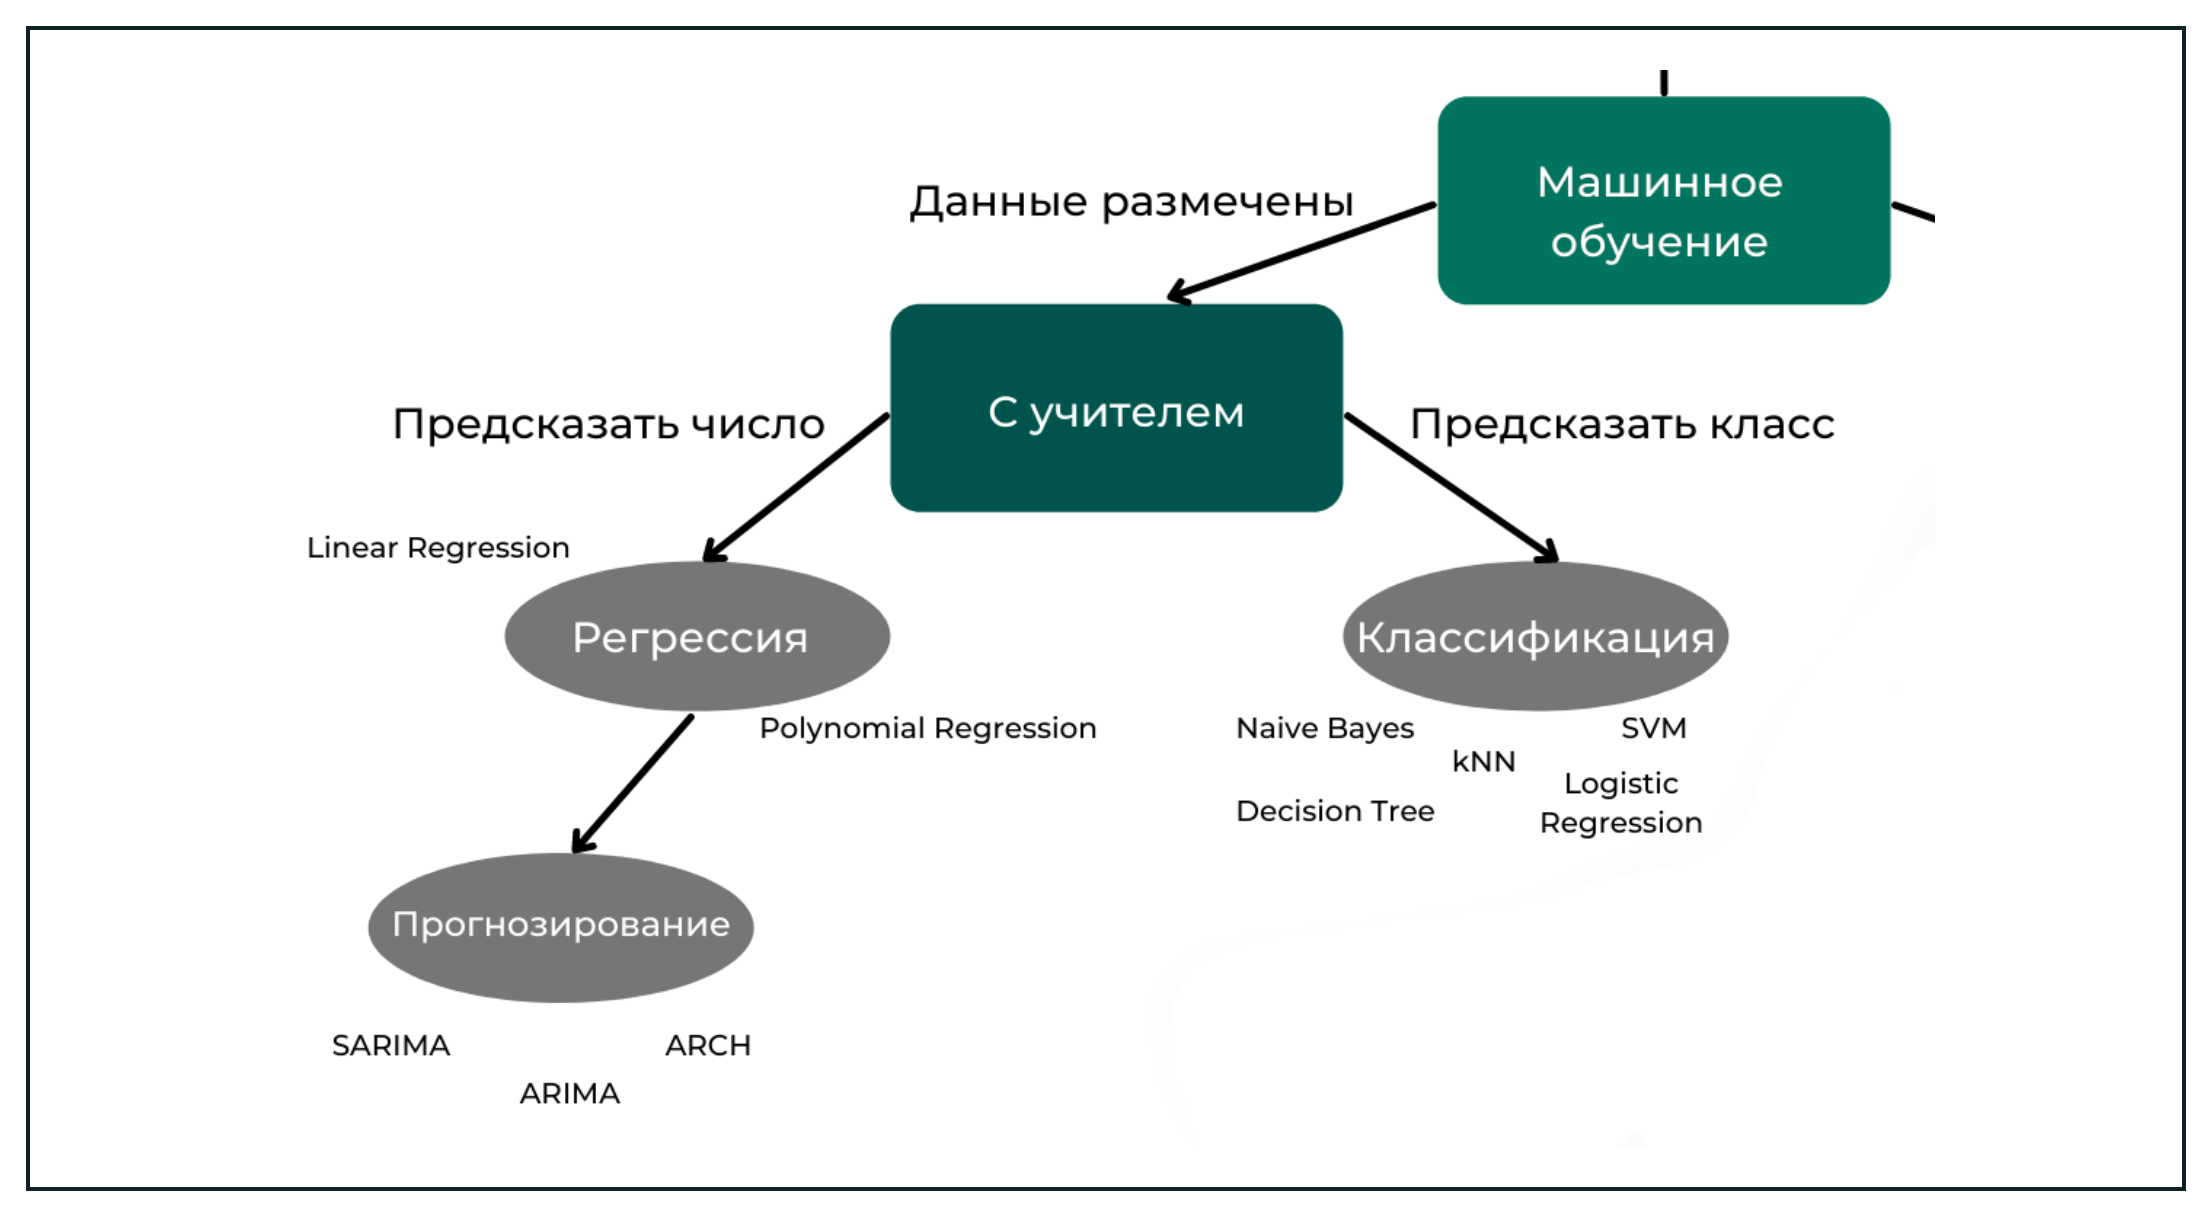 Машинное
обучение
Данные размечены
С учителем
Предсказать число
Предсказать класс
Linear Regression
Регрессия
Классификация
Polynomial Regression
Naive Bayes
SVM
kNN
Logistic
Regression
Decision Tree
Прогнозирование
SARIMA
ARCH
ARIMA